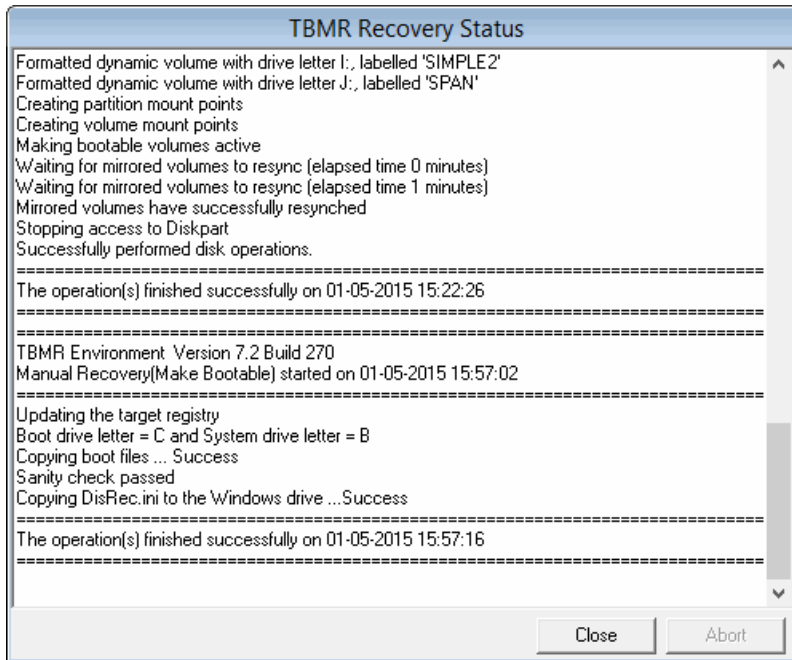 TBMR Recovery Status
Formatted dynamic volume with drive letter I:, labelled 'SIMPLE2'
Formatted dynamic volume with drive letter J:, labelled 'SPAN'
Creating partition mount points
Creating volume mount points
Making bootable volumes active
Waiting for mirrored volumes to resync (elapsed time 0 minutes)
Waiting for mirrored volumes to resync (elapsed time 1 minutes)
Mirrored volumes have successfully resynched
Stopping access to Diskpart
Successfully performed disk operations.
================================================================================
The operation(s) finished successfully on 01-05-2015 15:22:26
================================================================================
================================================================================
TBMR Environment  Version 7.2 Build 270
Manual Recovery(Make Bootable) started on 01-05-2015 15:57:02
================================================================================
Updating the target registry
Boot drive letter = C and System drive letter = B
Copying boot files ... Success
Sanity check passed
Copying DisRec.ini to the Windows drive ...Success
================================================================================
The operation(s) finished successfully on 01-05-2015 15:57:16
================================================================================
Close Abort